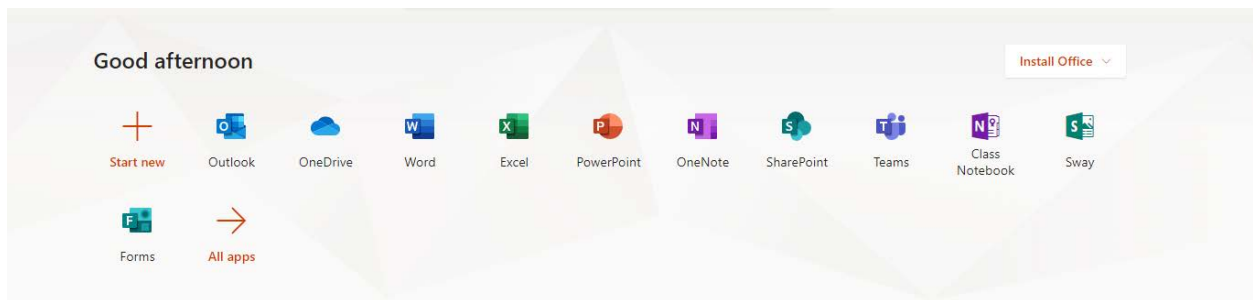 Good afternoon
Install Office
Start new
Outlook
OneDrive
Word
Excel
PowerPoint
OneNote
SharePoint
Teams
Class
Notebook
Sway
Forms
All apps